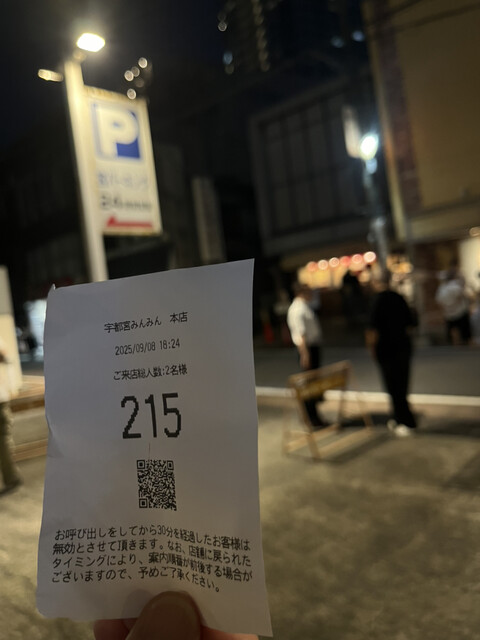 P
24
宇都宮みんみん 本店
2025/09/08 18:24
ご来店総人数:2名様
215
お呼び出しをしてから30分を経過したお客様は
無効とさせて頂きます。なお、店舗に戻られた
タイミングにより、案内順番が前後する場合が
ございますので、予めご了承ください。